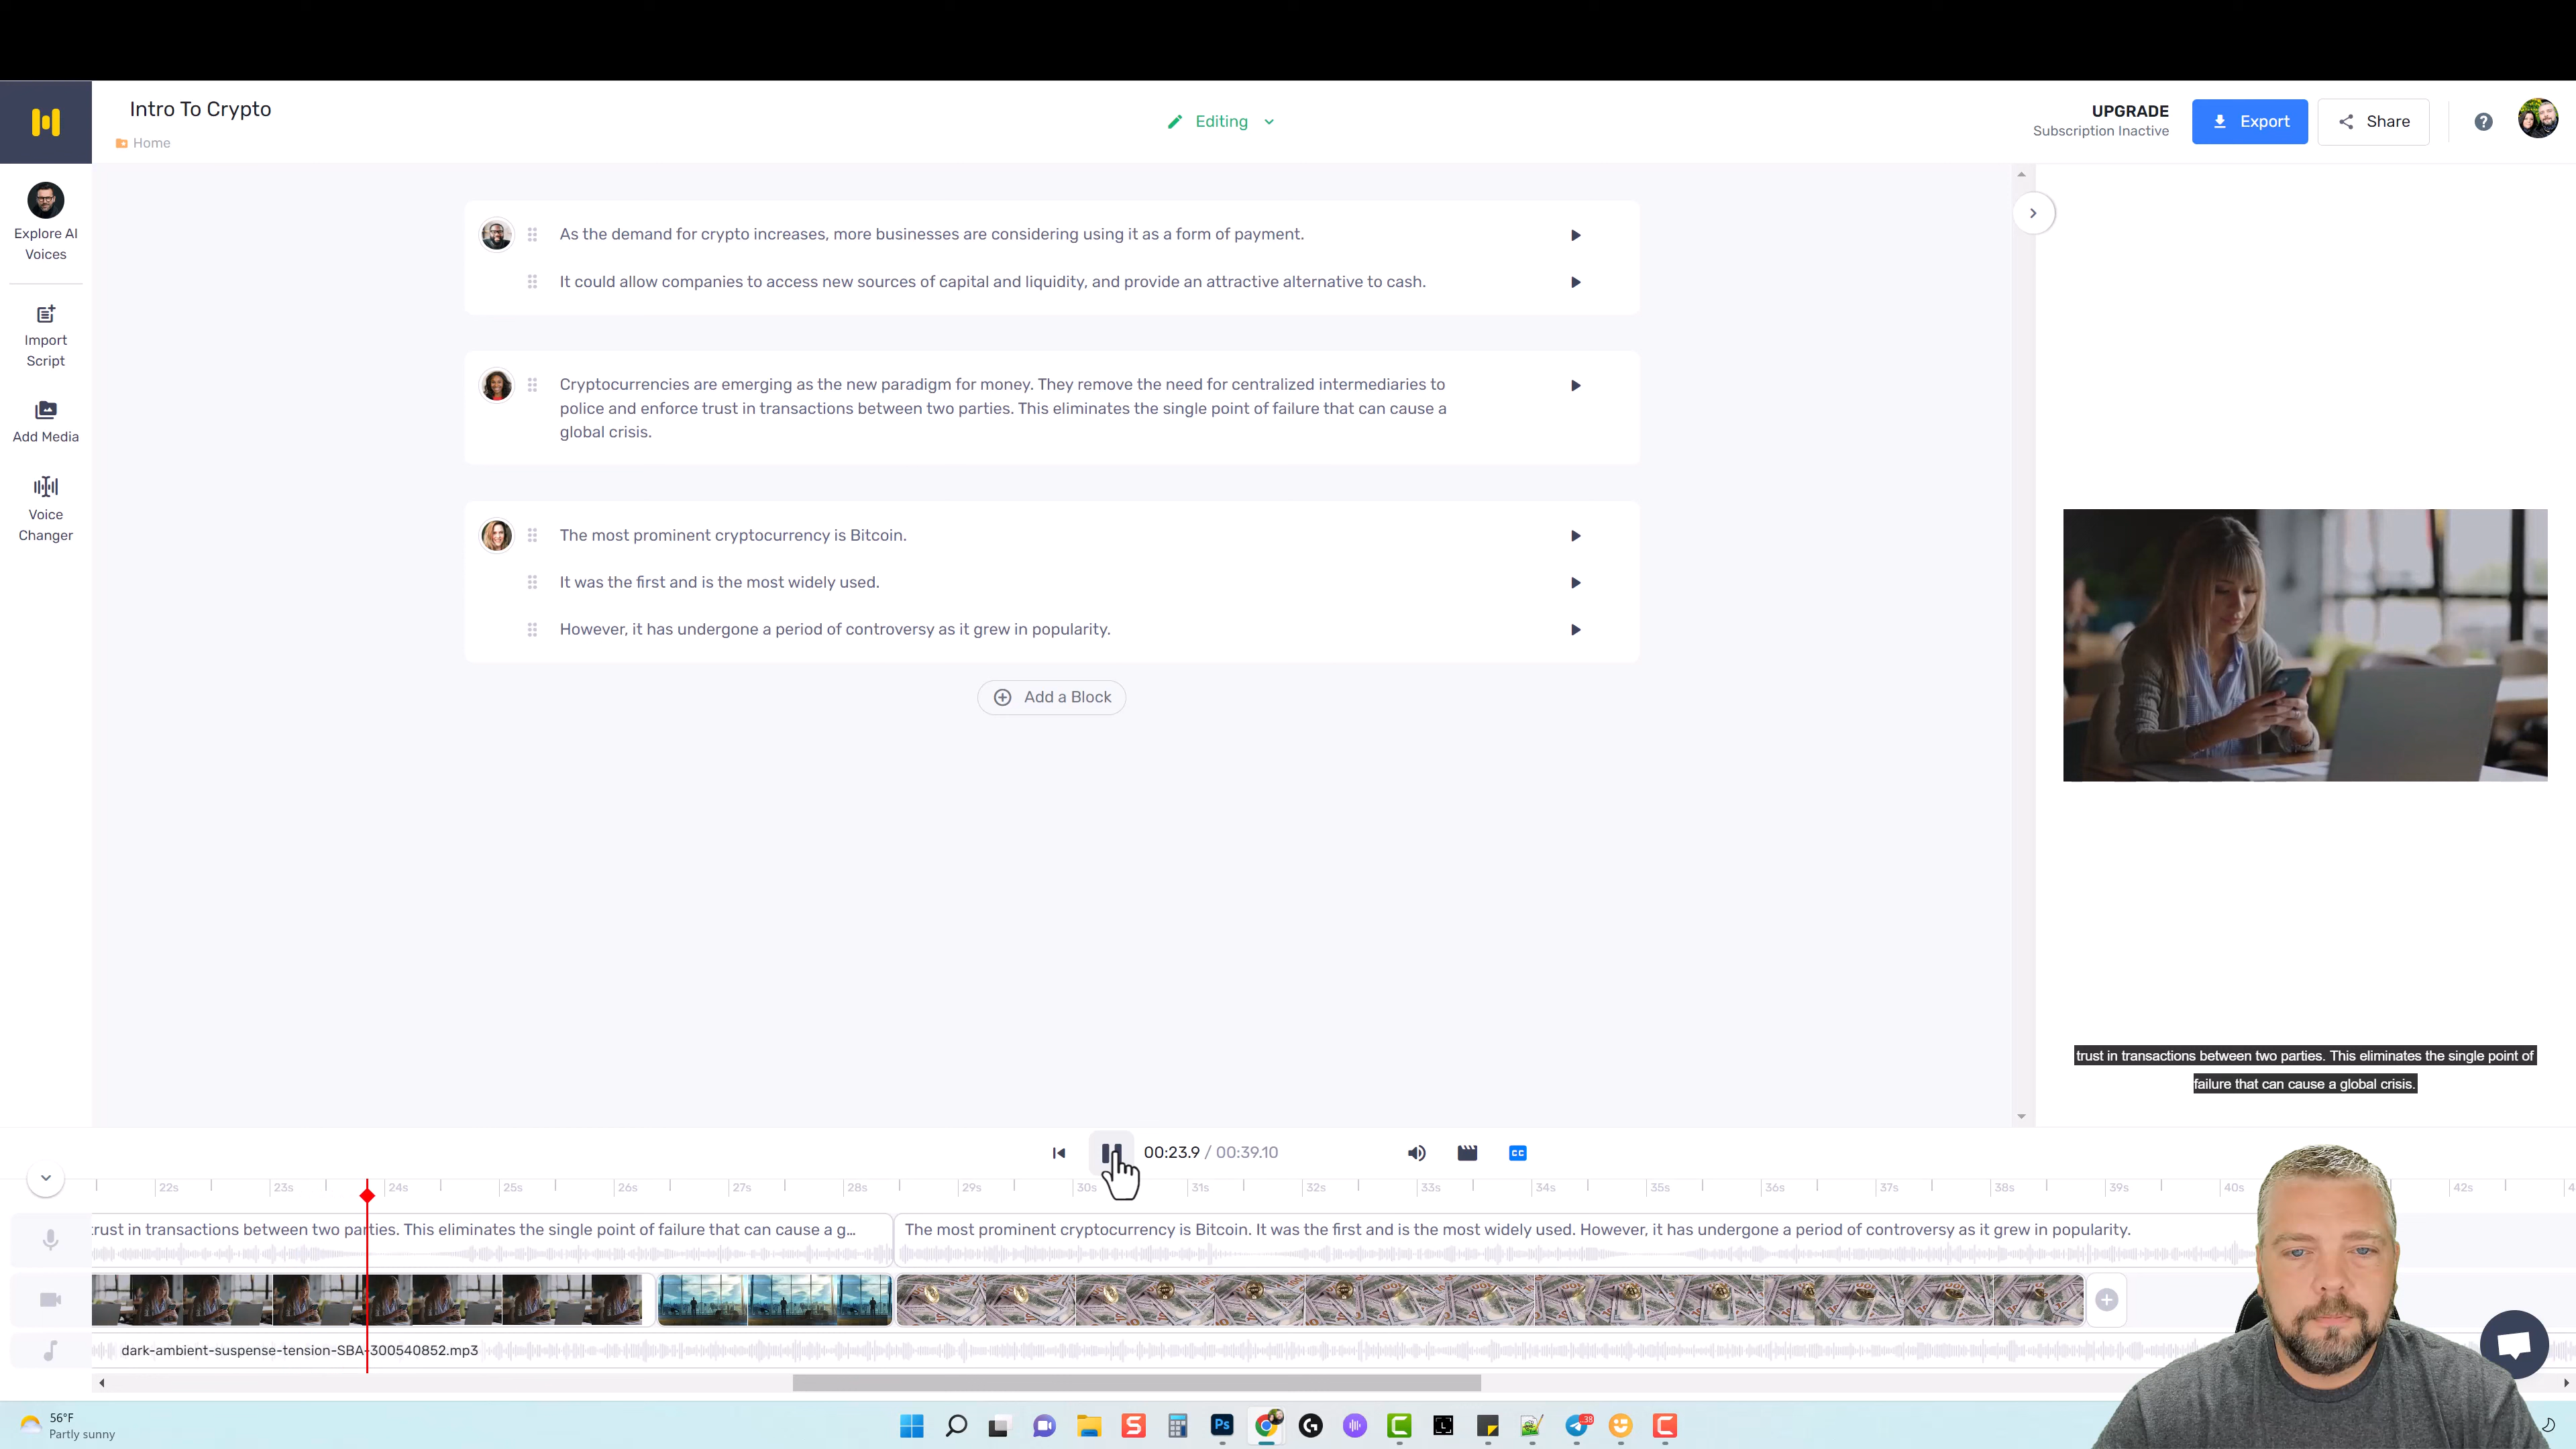 Intro To Crypto
Home
Editing
UPGRADE
Subscription Inactive
Export
Share
Explore AI
Voices
Import
Script
Add Media
Voice
Changer
As the demand for crypto increases, more businesses are considering using it as a form of payment.
It could allow companies to access new sources of capital and liquidity, and provide an attractive alternative to cash.
Cryptocurrencies are emerging as the new paradigm for money. They remove the need for centralized intermediaries to
police and enforce trust in transactions between two parties. This eliminates the single point of failure that can cause a
global crisis.
The most prominent cryptocurrency is Bitcoin.
It was the first and is the most widely used.
However, it has undergone a period of controversy as it grew in popularity.
Add a Block
trust in transactions between two parties. This eliminates the single point of
failure that can cause a global crisis.
00:23.9 / 00:39.10
CC
22s 23s 24s 25s 26s 27s 28s 29s 30s 31s 32s 33s 34s 35s 36s 37s 38s 39s 40s 42s 4
trust in transactions between two parties. This eliminates the single point of failure that can cause a g...
The most prominent cryptocurrency is Bitcoin. It was the first and is the most widely used. However, it has undergone a period of controversy as it grew in popularity.
dark-ambient-suspense-tension-SBA-300540852.mp3
56°F
Partly sunny
S
Ps
G
C
L
38
C